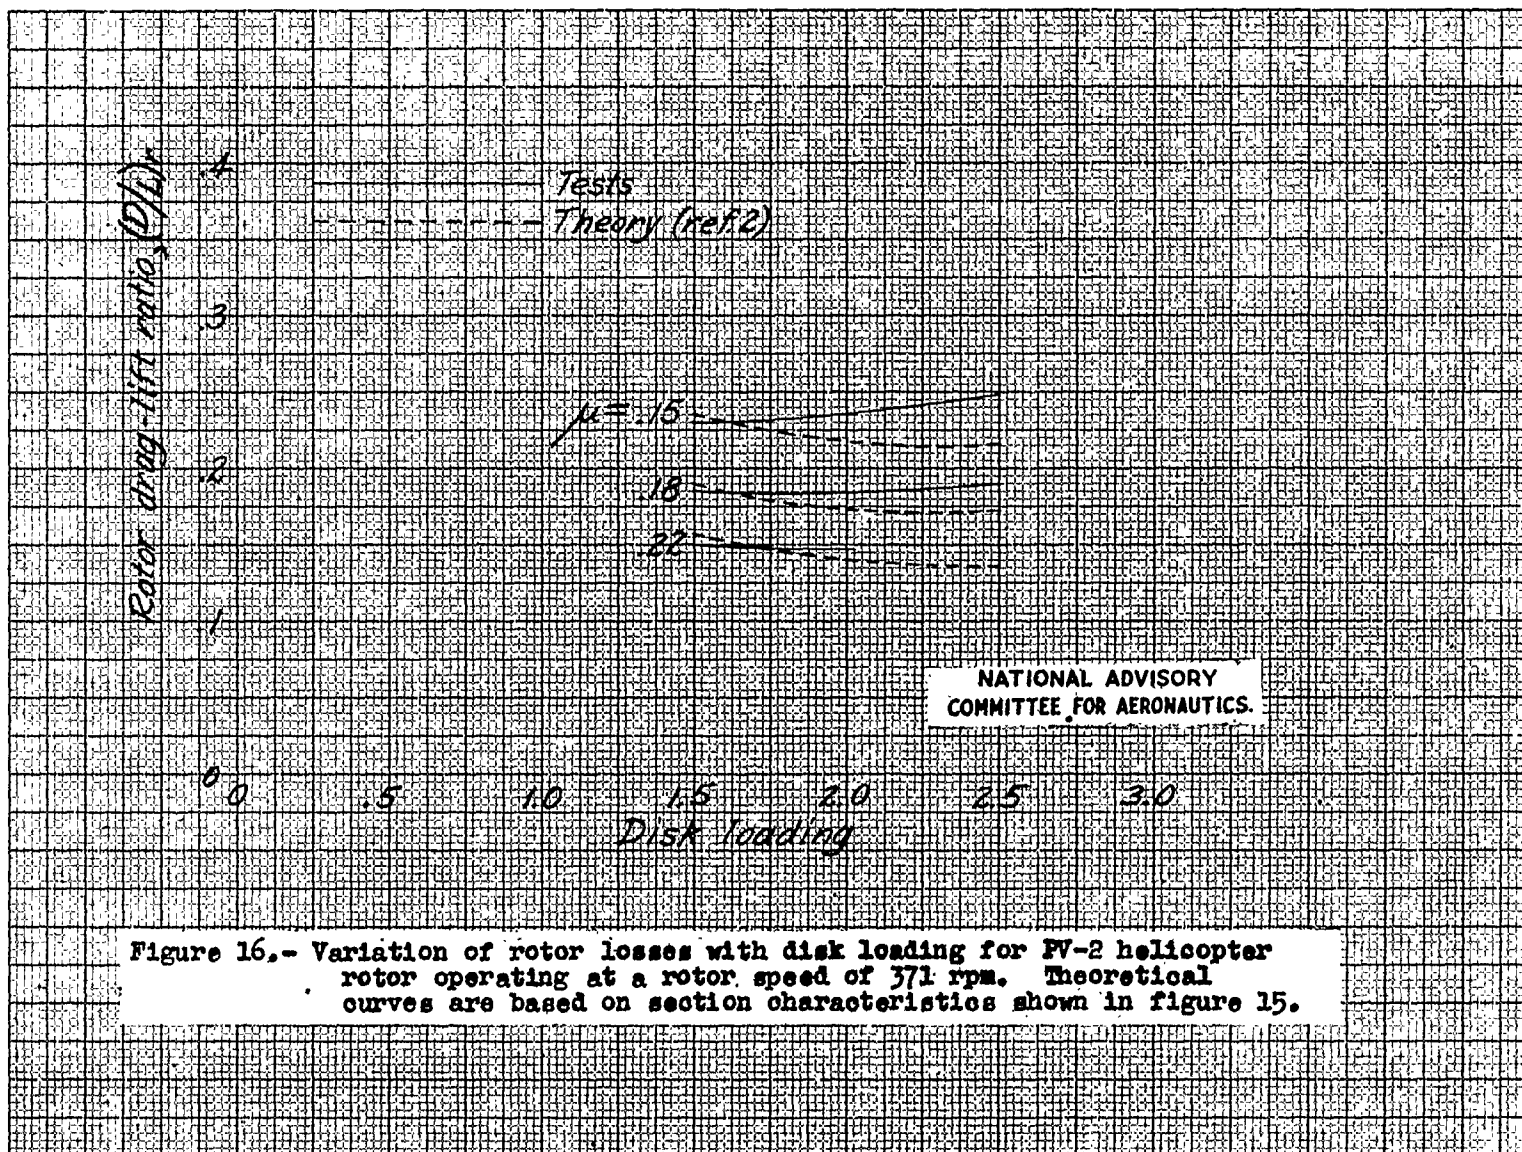 Rotor drag-lift ratio, (D/L)r
.4
.3
.2
.1
0
Tests
Theory (ref. 2)
μ = .15
.18
.22
NATIONAL ADVISORY
COMMITTEE FOR AERONAUTICS.
0 .5 1.0 1.5 2.0 2.5 3.0
Disk loading
Figure 16.- Variation of rotor losses with disk loading for PV-2 helicopter
rotor operating at a rotor speed of 371 rpm. Theoretical
curves are based on section characteristics shown in figure 15.